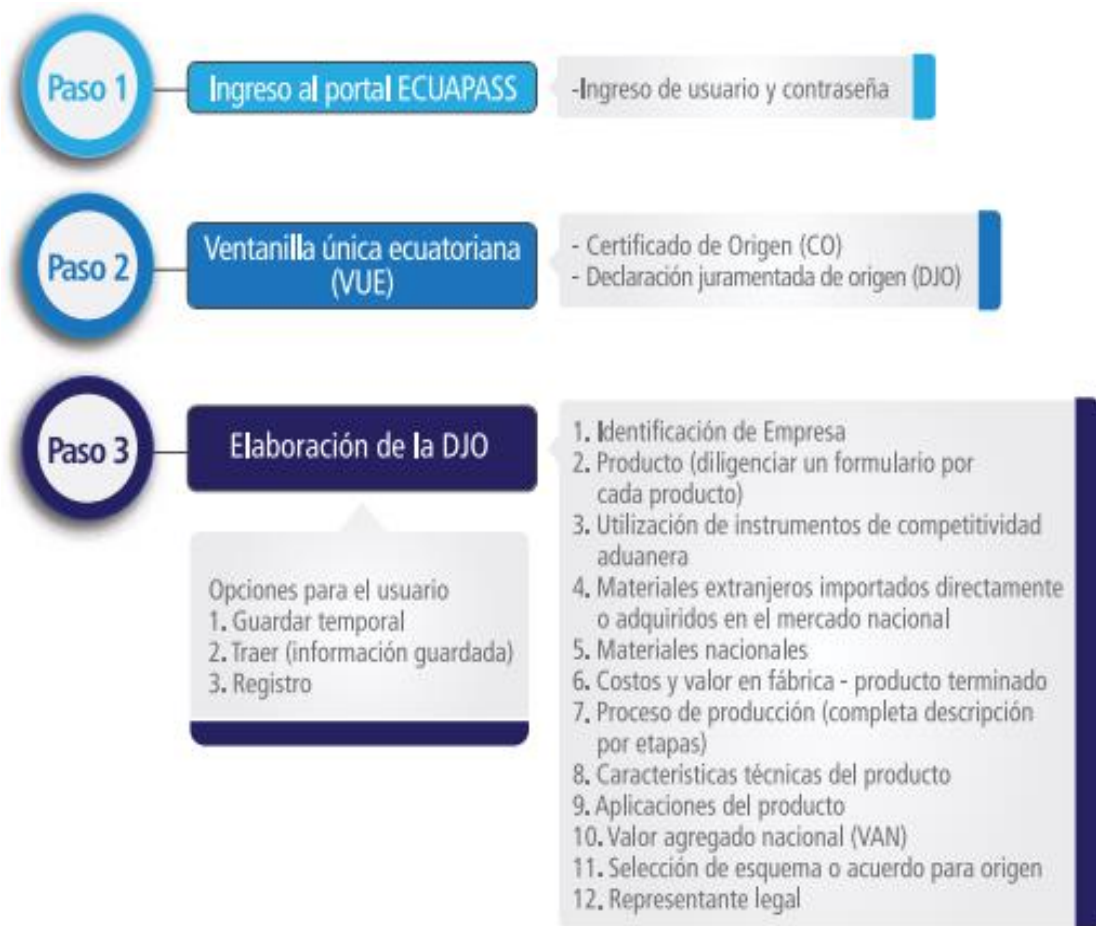 Paso 1
Ingreso al portal ECUAPASS
-Ingreso de usuario y contraseña
Paso 2
Ventanilla única ecuatoriana
(VUE)
- Certificado de Origen (CO)
- Declaración juramentada de origen (DJO)
Paso 3
Elaboración de la DJO
Opciones para el usuario
1. Guardar temporal
2. Traer (información guardada)
3. Registro
1. Identificación de Empresa
2. Producto (diligenciar un formulario por
cada producto)
3. Utilización de instrumentos de competitividad
aduanera
4. Materiales extranjeros importados directamente
o adquiridos en el mercado nacional
5. Materiales nacionales
6. Costos y valor en fábrica - producto terminado
7. Proceso de producción (completa descripción
por etapas)
8. Caracteristicas técnicas del producto
9. Aplicaciones del producto
10. Valor agregado nacional (VAN)
11. Selección de esquema o acuerdo para origen
12. Representante legal